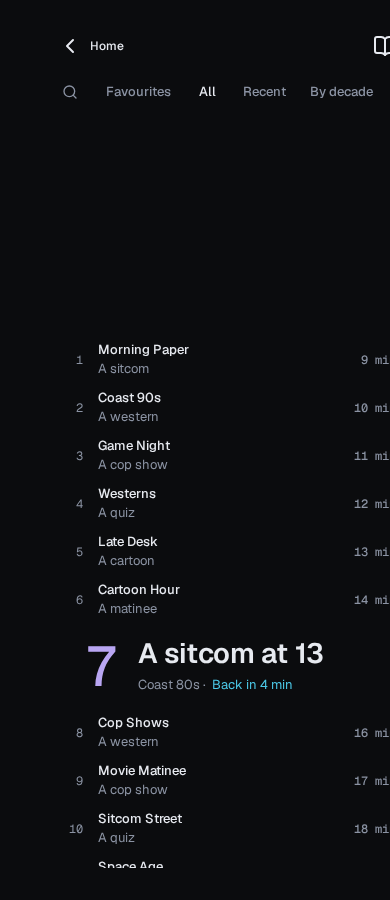 Home
Favourites All Recent By decade
1 Morning Paper 9 mi
A sitcom
2 Coast 90s 10 mi
A western
3 Game Night 11 mi
A cop show
4 Westerns 12 mi
A quiz
5 Late Desk 13 mi
A cartoon
6 Cartoon Hour 14 mi
A matinee
7 A sitcom at 13
Coast 80s · Back in 4 min
8 Cop Shows 16 mi
A western
9 Movie Matinee 17 mi
A cop show
10 Sitcom Street 18 mi
A quiz
Space Age